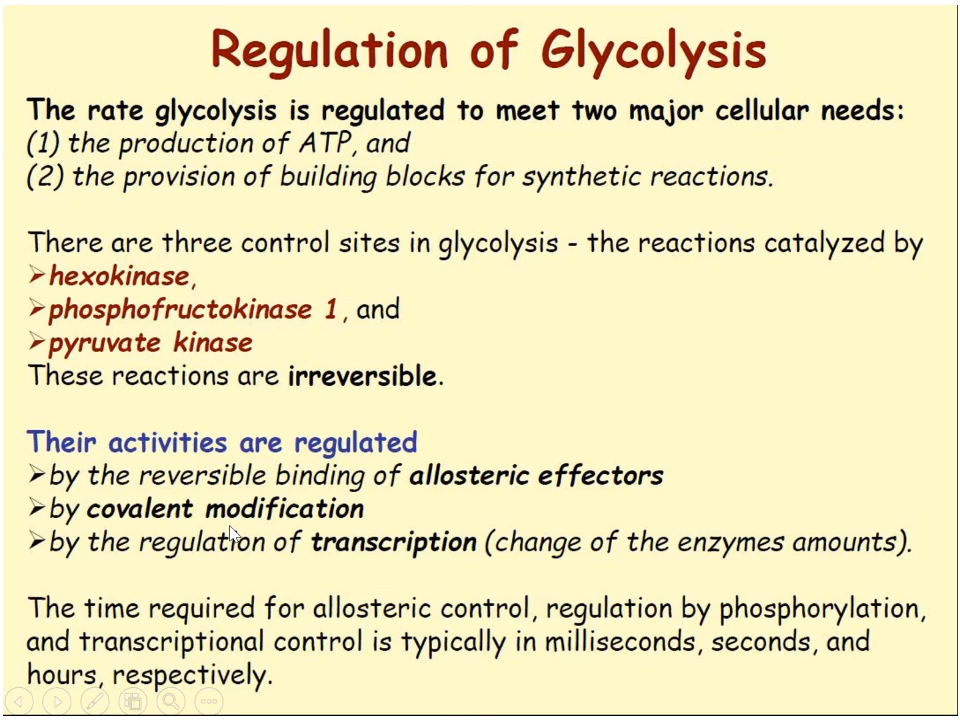 Regulation of Glycolysis
The rate glycolysis is regulated to meet two major cellular needs:
(1) the production of ATP, and
(2) the provision of building blocks for synthetic reactions.
There are three control sites in glycolysis - the reactions catalyzed by
➢hexokinase,
➢phosphofructokinase 1, and
➢pyruvate kinase
These reactions are irreversible.
Their activities are regulated
➢by the reversible binding of allosteric effectors
➢by covalent modification
➢by the regulation of transcription (change of the enzymes amounts).
The time required for allosteric control, regulation by phosphorylation,
and transcriptional control is typically in milliseconds, seconds, and
hours, respectively.